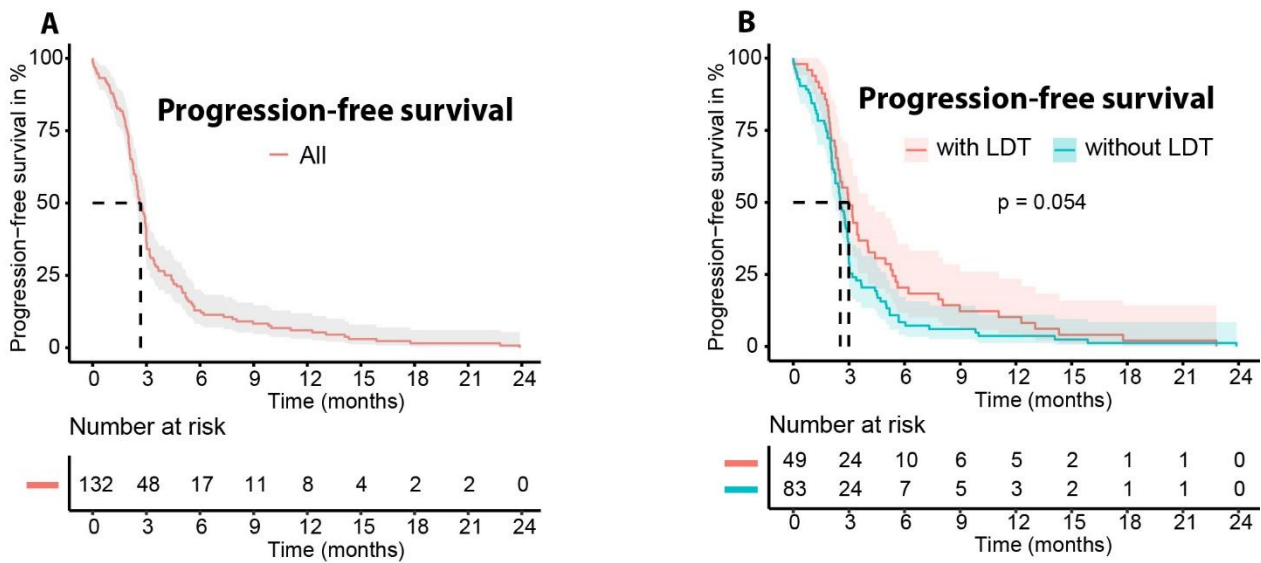 A
Progression-free survival in %
100
75
50
25
0
Progression-free survival
All
0 3 6 9 12 15 18 21 24
Time (months)
Number at risk
132 48 17 11 8 4 2 2 0
0 3 6 9 12 15 18 21 24
Time (months)
B
Progression-free survival in %
100
75
50
25
0
Progression-free survival
with LDT without LDT
p = 0.054
0 3 6 9 12 15 18 21 24
Time (months)
Number at risk
49 24 10 6 5 2 1 1 0
83 24 7 5 3 2 1 1 0
0 3 6 9 12 15 18 21 24
Time (months)